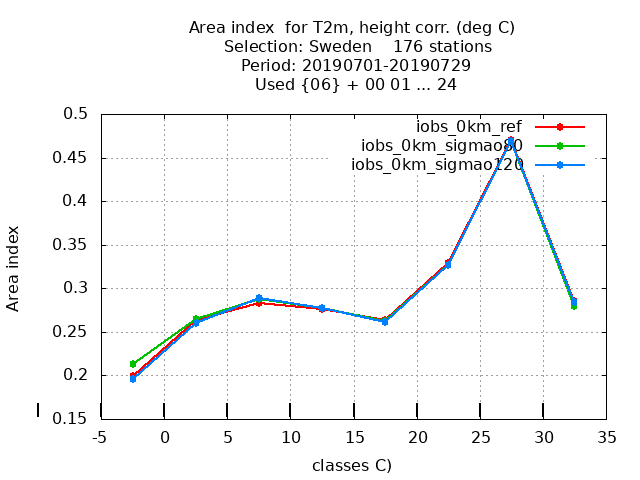 Area index  for T2m, height corr. (deg C)
Selection: Sweden    176 stations
Period: 20190701-20190729
Used {06} + 00 01 ... 24
iobs_0km_ref
iobs_0km_sigmao80
iobs_0km_sigmao120
Area index
0.5
0.45
0.4
0.35
0.3
0.25
0.2
0.15
-5 0 5 10 15 20 25 30 35
classes C)